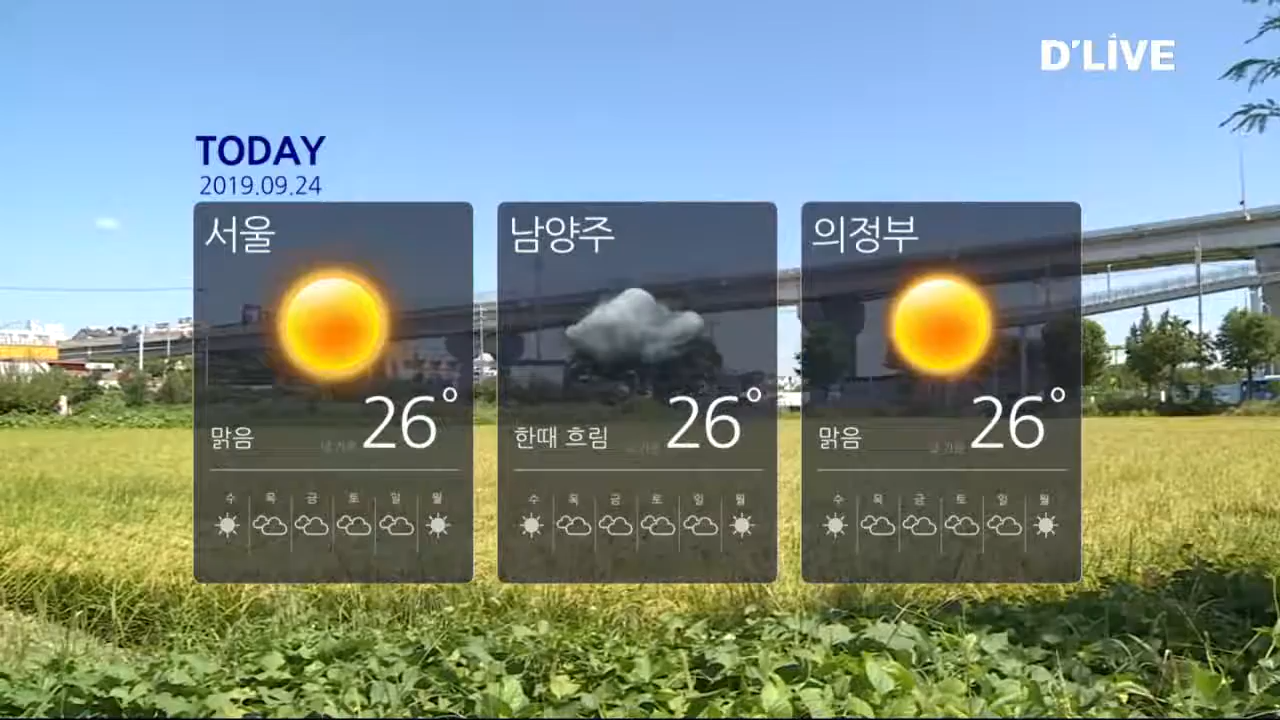 D'LiVE
TODAY
2019.09.24
서울
맑음
26°
수 목 금 토 일 월
남양주
한때 흐림
26°
수 목 금 토 일 월
의정부
맑음
26°
수 목 금 토 일 월